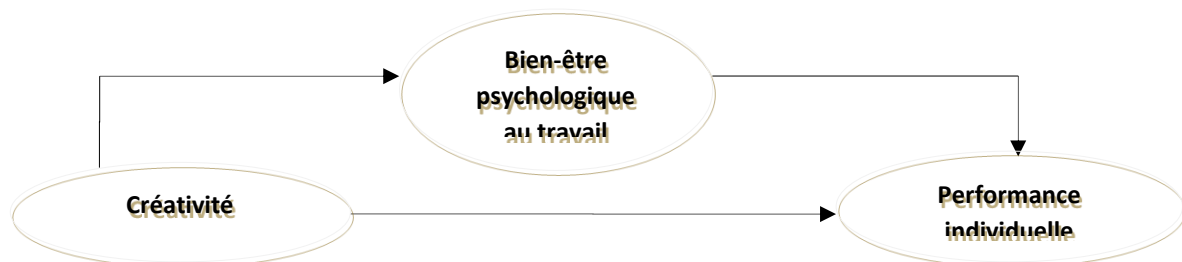 Bien-être
psychologique
au travail
Créativité
Performance
individuelle